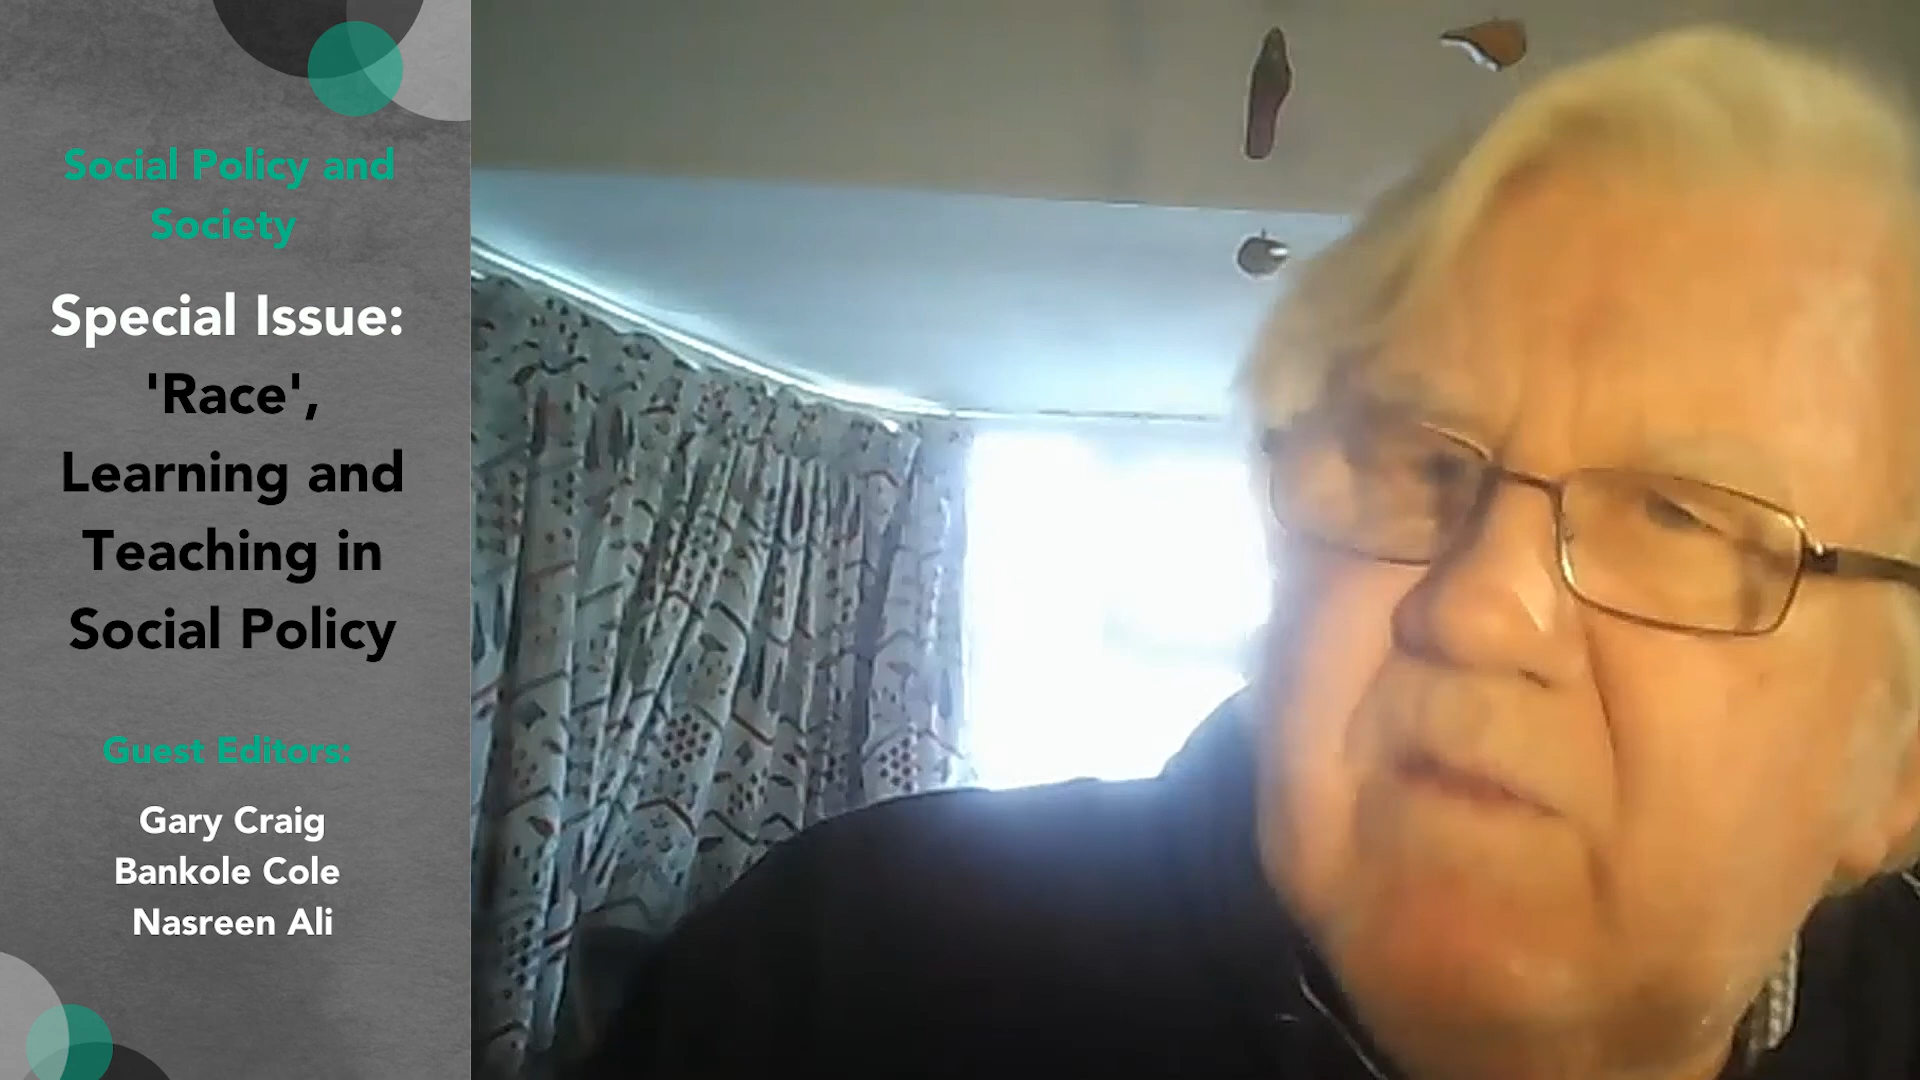 Social Policy and
Society
Special Issue:
'Race',
Learning and
Teaching in
Social Policy
Guest Editors:
Gary Craig
Bankole Cole
Nasreen Ali